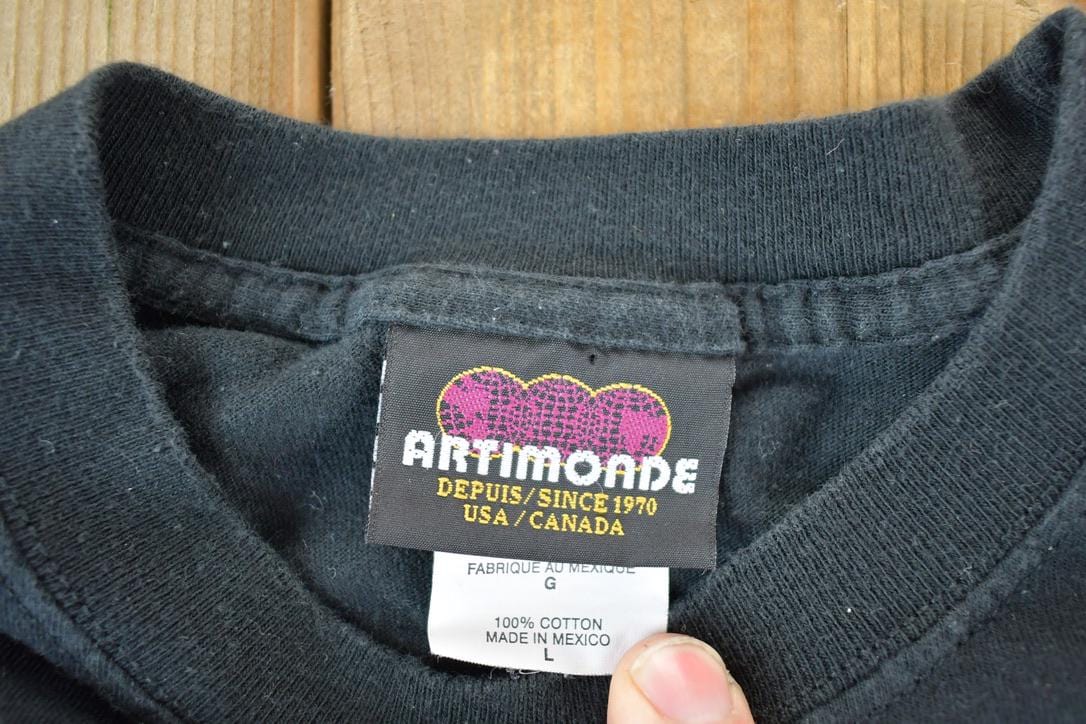 ARTIMONDE
DEPUIS/SINCE 1970
USA/CANADA
FABRIQUE AU MEXIQUE
G
100% COTTON
MADE IN MEXICO
L